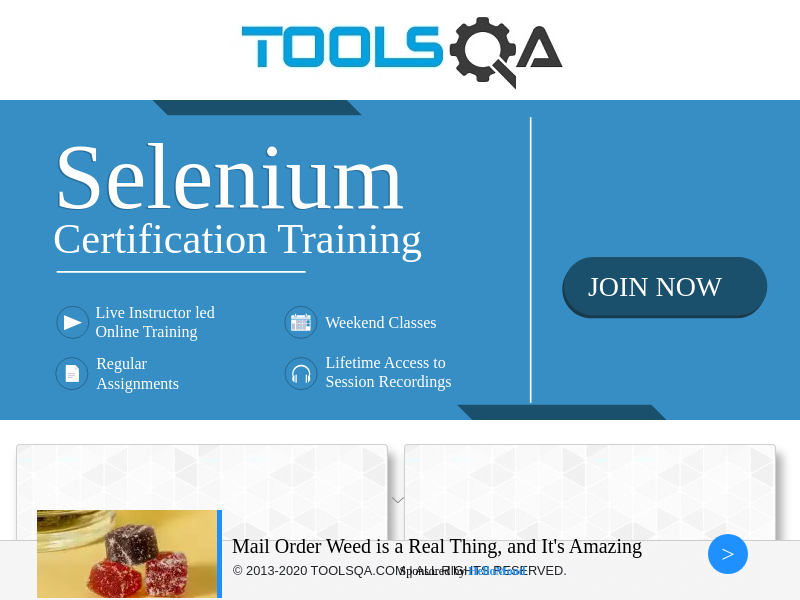 TOOLSQA
Selenium
Certification Training
JOIN NOW
Live Instructor led
Online Training
Weekend Classes
Regular
Assignments
Lifetime Access to
Session Recordings
Mail Order Weed is a Real Thing, and It's Amazing
>
© 2013-2020 TOOLSQA.COM | ALL RIGHTS RESERVED.
Sponsored by